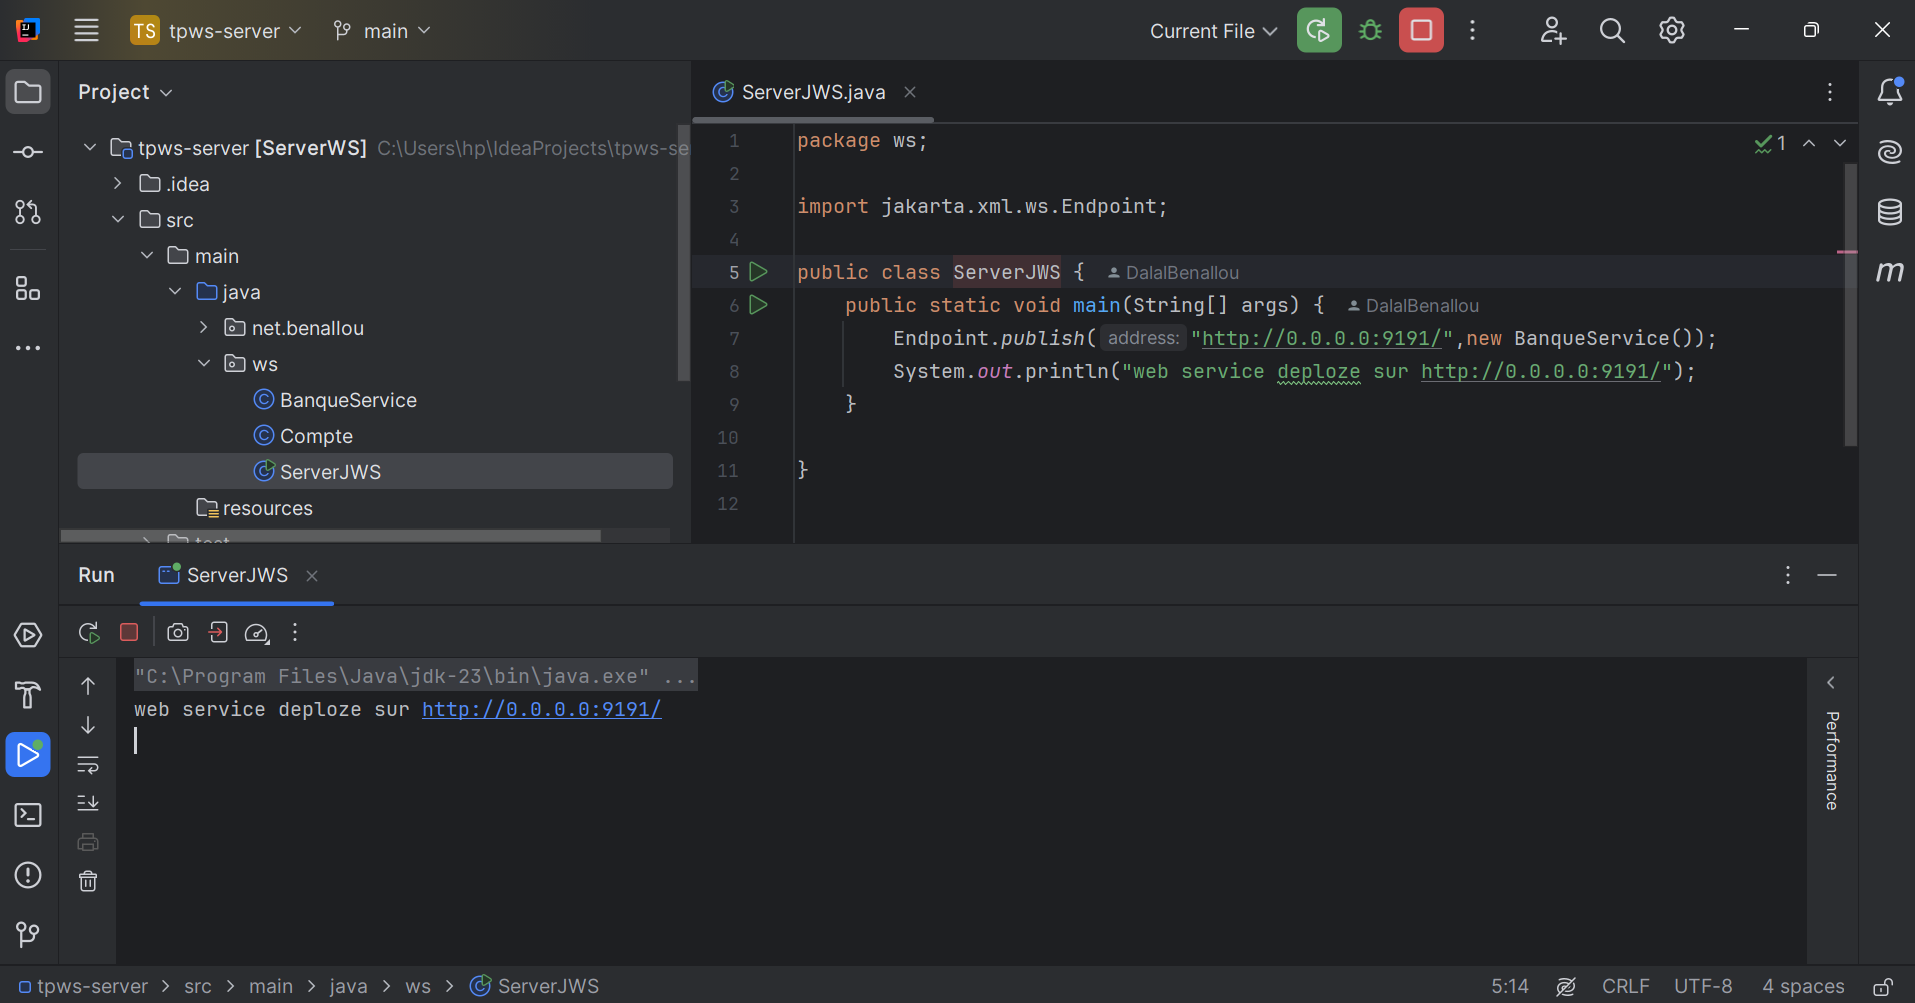 TS tpws-server main Current File
Project
tpws-server [ServerWS] C:\Users\hp\IdeaProjects\tpws-se
.idea
src
main
java
net.benallou
ws
BanqueService
Compte
ServerJWS
resources
ServerJWS.java
1 package ws;
2
3 import jakarta.xml.ws.Endpoint;
4
5 public class ServerJWS { DalalBenallou
6 public static void main(String[] args) { DalalBenallou
7 Endpoint.publish( address: "http://0.0.0.0:9191/",new BanqueService());
8 System.out.println("web service deploze sur http://0.0.0.0:9191/");
9 }
10
11 }
12
1
m
Run ServerJWS
"C:\Program Files\Java\jdk-23\bin\java.exe" ...
web service deploze sur http://0.0.0.0:9191/
Performance
tpws-server > src > main > java > ws > ServerJWS 5:14 CRLF UTF-8 4 spaces